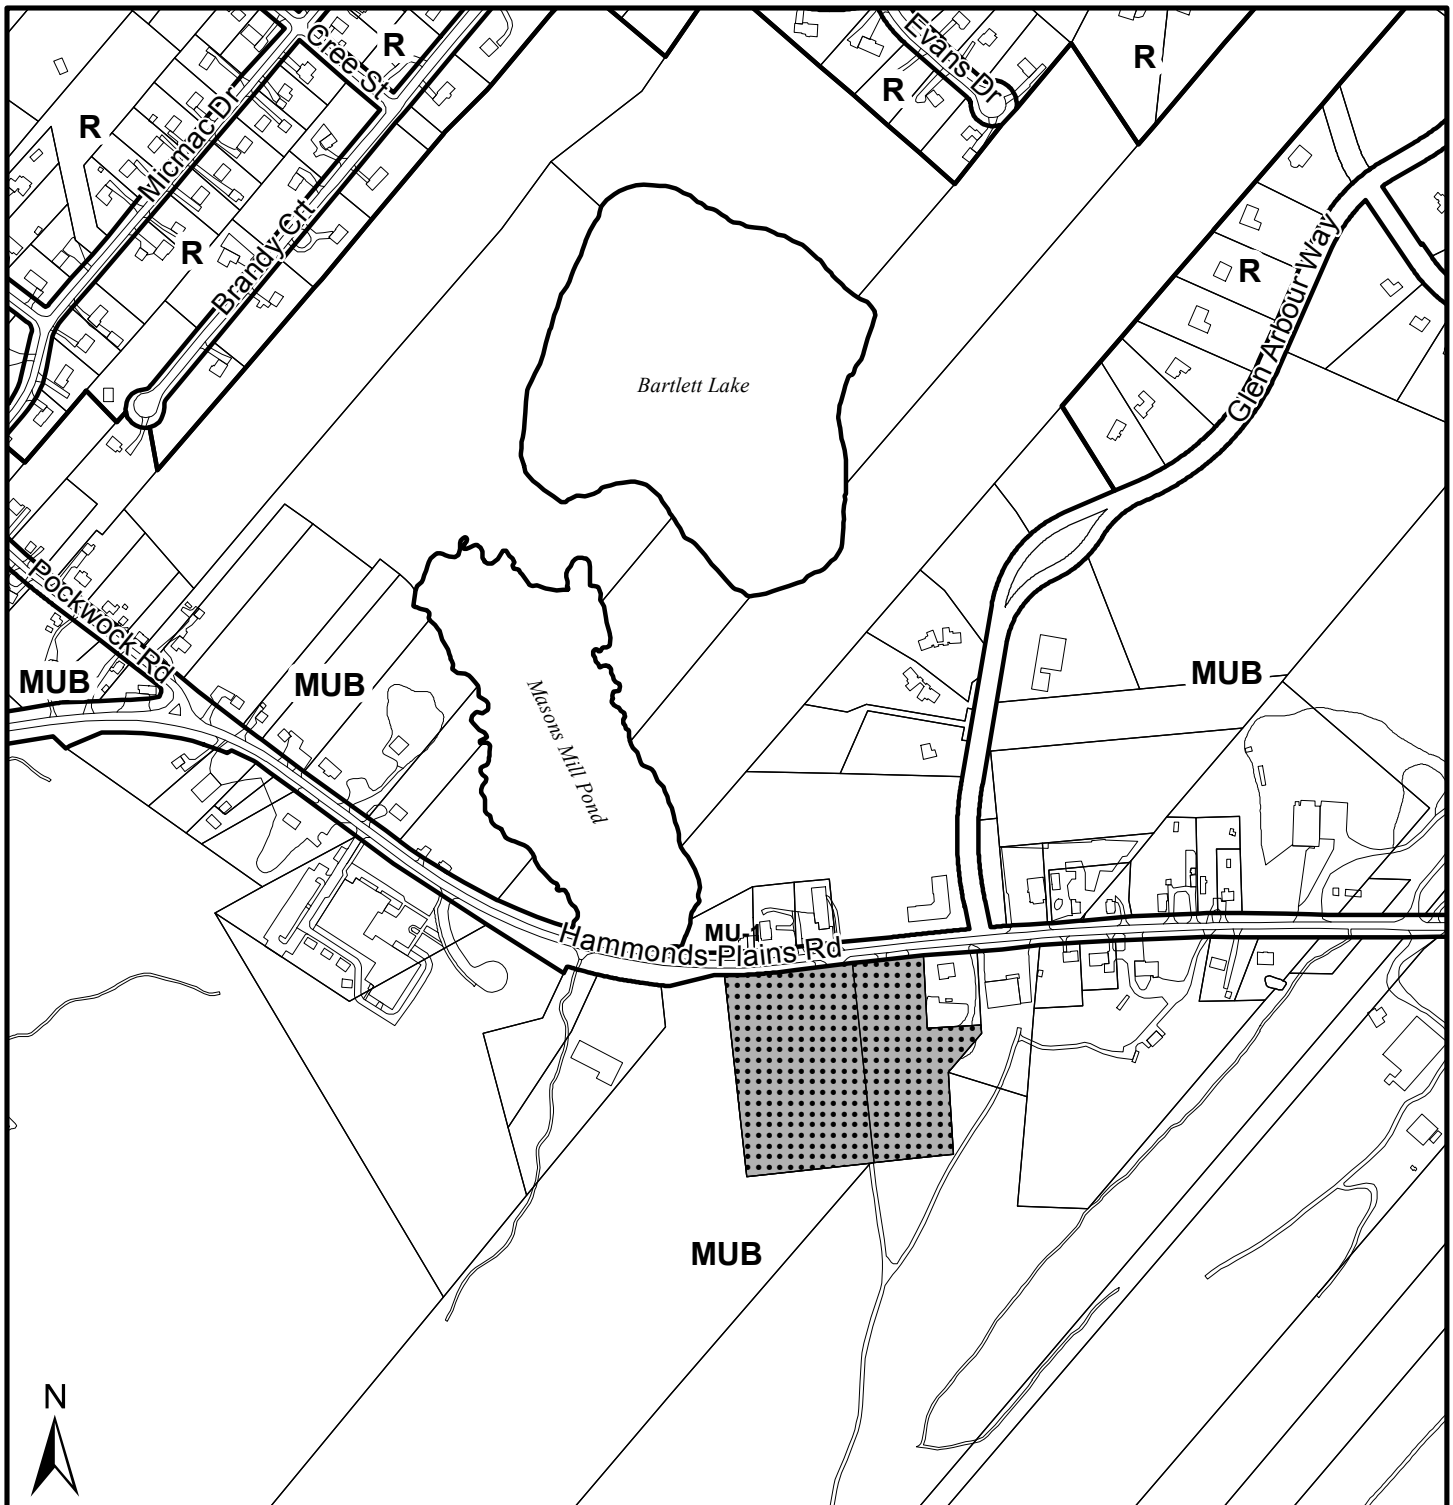 Cree St
R
Evans Dr
R
R
R
Micmac Dr
R
Brandy Crt
R
Glen Arbour Way
Bartlett Lake
Pockwock Rd
MUB
MUB
Masons Mill Pond
MUB
MU-1
Hammonds Plains Rd
MUB
N